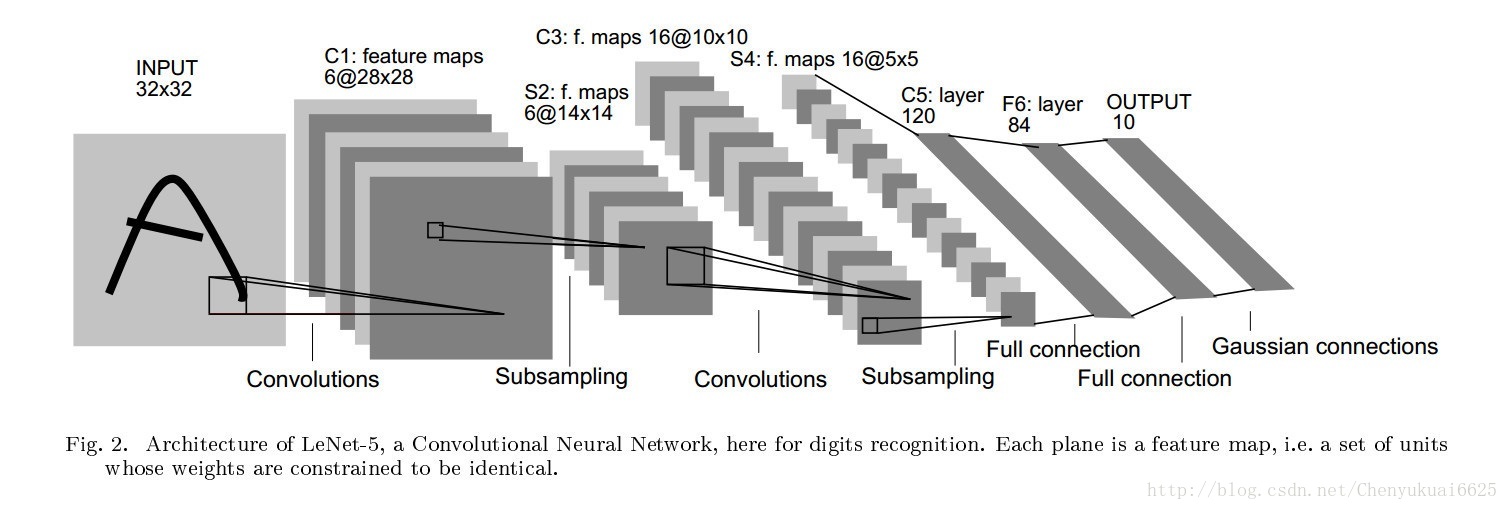 INPUT
32x32
C1: feature maps
6@28x28
S2: f. maps
6@14x14
C3: f. maps 16@10x10
S4: f. maps 16@5x5
C5: layer
120
F6: layer
84
OUTPUT
10
Convolutions
Subsampling
Convolutions
Subsampling
Full connection
Full connection
Gaussian connections
Fig. 2. Architecture of LeNet-5, a Convolutional Neural Network, here for digits recognition. Each plane is a feature map, i.e. a set of units
whose weights are constrained to be identical.
http://blog.csdn.net/Chenyukuai6625